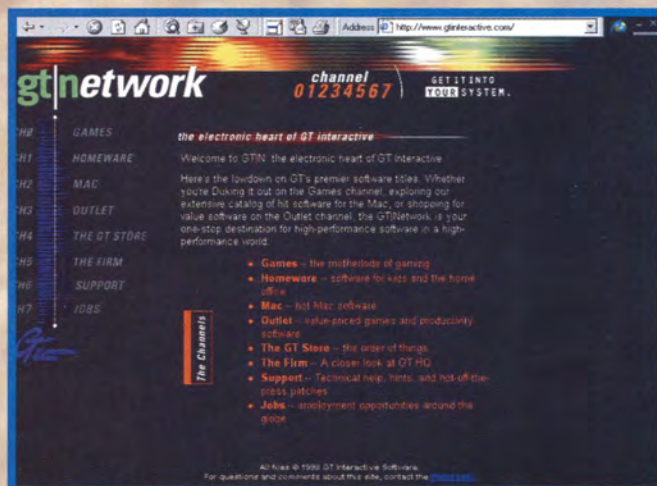 Address http://www.gtinteractive.com/
gt|network
channel
01234567
GET IT INTO
YOUR SYSTEM.
CH0 GAMES
CH1 HOMEWARE
CH2 MAC
CH3 OUTLET
CH4 THE GT STORE
CH5 THE FIRM
CH6 SUPPORT
CH7 JOBS
the electronic heart of GT interactive
Welcome to GT|N: the electronic heart of GT Interactive
Here's the lowdown on GT's premier software titles. Whether
you're Duking it out on the Games channel, exploring our
extensive catalog of hit software for the Mac, or shopping for
value software on the Outlet channel, the GT|Network is your
one-stop destination for high-performance software in a high-
performance world.
The Channels
• Games -- the motherlode of gaming
• Homeware -- software for kids and the home
office
• Mac -- hot Mac software
• Outlet -- value-priced games and productivity
software
• The GT Store -- the order of things
• The Firm -- A closer look at GT HQ
• Support -- Technical help, hints, and hot-off-the-
press patches
• Jobs -- employment opportunities around the
globe
All files © 1999 GT Interactive Software.
For questions and comments about this site, contact the